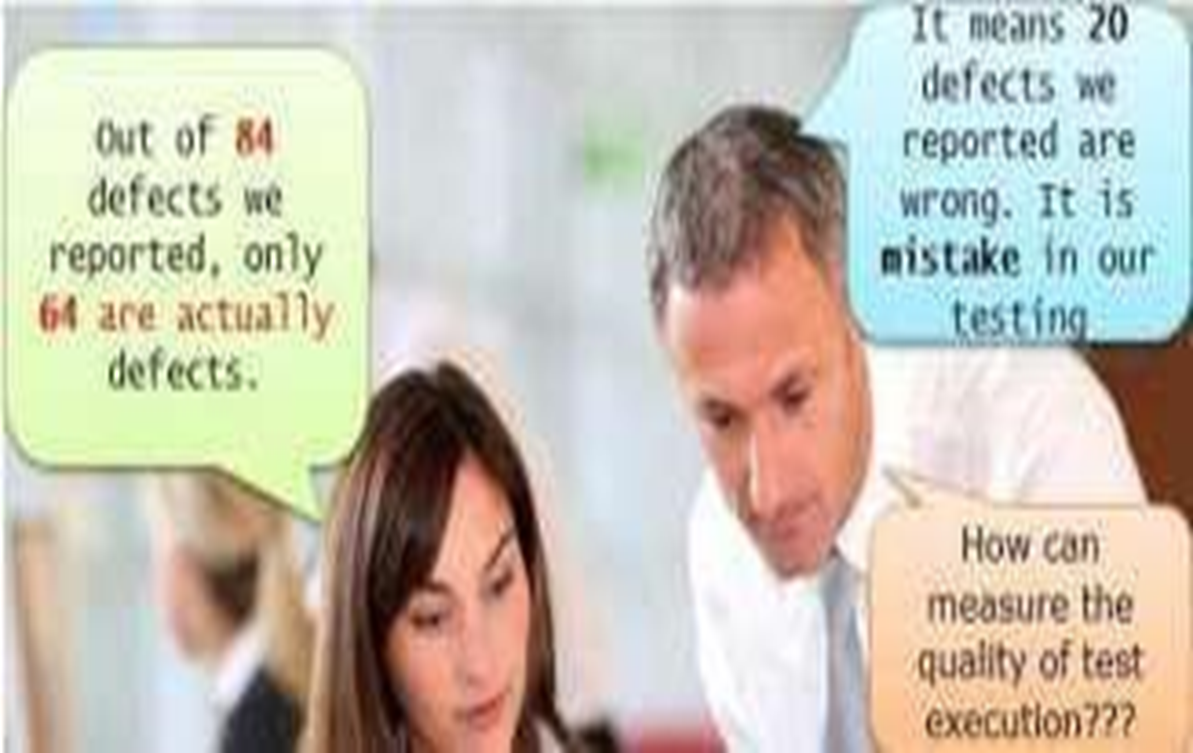 Out of 84
defects we
reported, only
64 are actually
defects.
It means 20
defects we
reported are
wrong. It is
mistake in our
testing
How can
measure the
quality of test
execution???